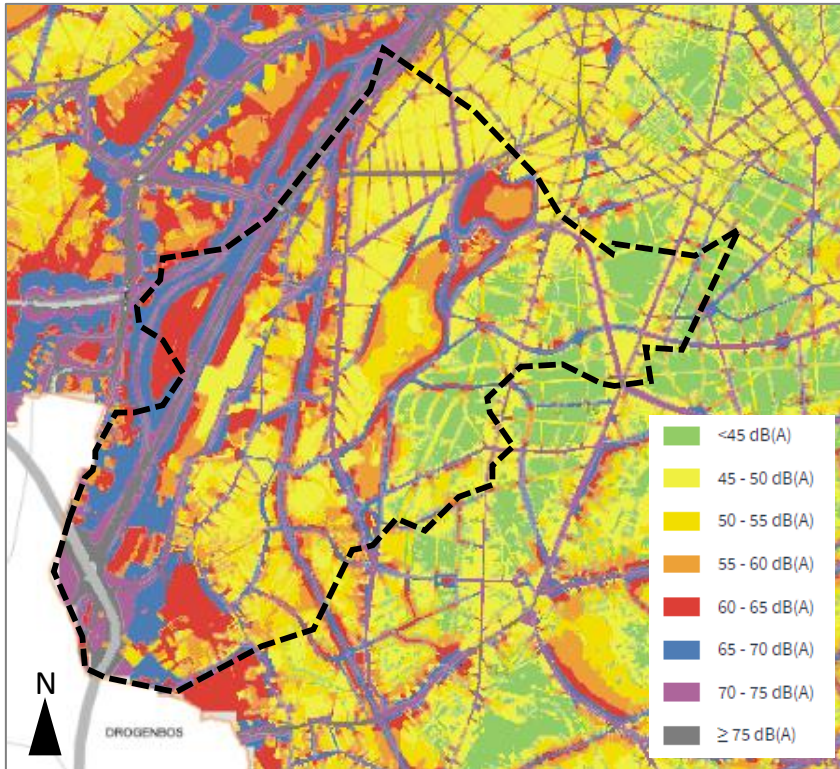 <45 dB(A)
45 - 50 dB(A)
50 - 55 dB(A)
55 - 60 dB(A)
60 - 65 dB(A)
65 - 70 dB(A)
70 - 75 dB(A)
≥ 75 dB(A)
N
DROGENBOS